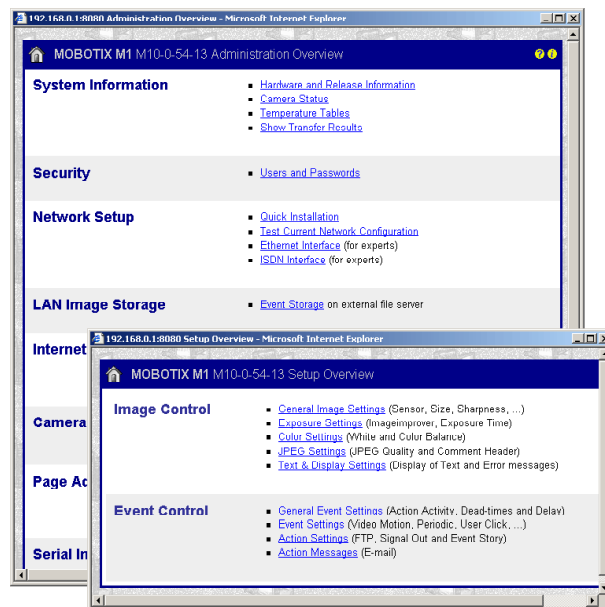 192.168.0.1:8080 Administration Overview - Microsoft Internet Explorer
MOBOTIX M1 M10-0-54-13 Administration Overview
System Information
Hardware and Release Information
Camera Status
Temperature Tables
Show Transfer Results
Security
Users and Passwords
Network Setup
Quick Installation
Test Current Network Configuration
Ethernet Interface (for experts)
ISDN Interface (for experts)
LAN Image Storage
Event Storage on external file server
Internet
Camera
Page Ad
Serial In
192.168.0.1:8080 Setup Overview - Microsoft Internet Explorer
MOBOTIX M1 M10-0-54-13 Setup Overview
Image Control
General Image Settings (Sensor, Size, Sharpness, ...)
Exposure Settings (Imageimprover, Exposure Time)
Color Settings (White and Color Balance)
JPEG Settings (JPEG Quality and Comment Header)
Text & Display Settings (Display of Text and Error messages)
Event Control
General Event Settings (Action Activity, Dead-times and Delay)
Event Settings (Video Motion, Periodic, User Click, ...)
Action Settings (FTP, Signal Out and Event Story)
Action Messages (E-mail)